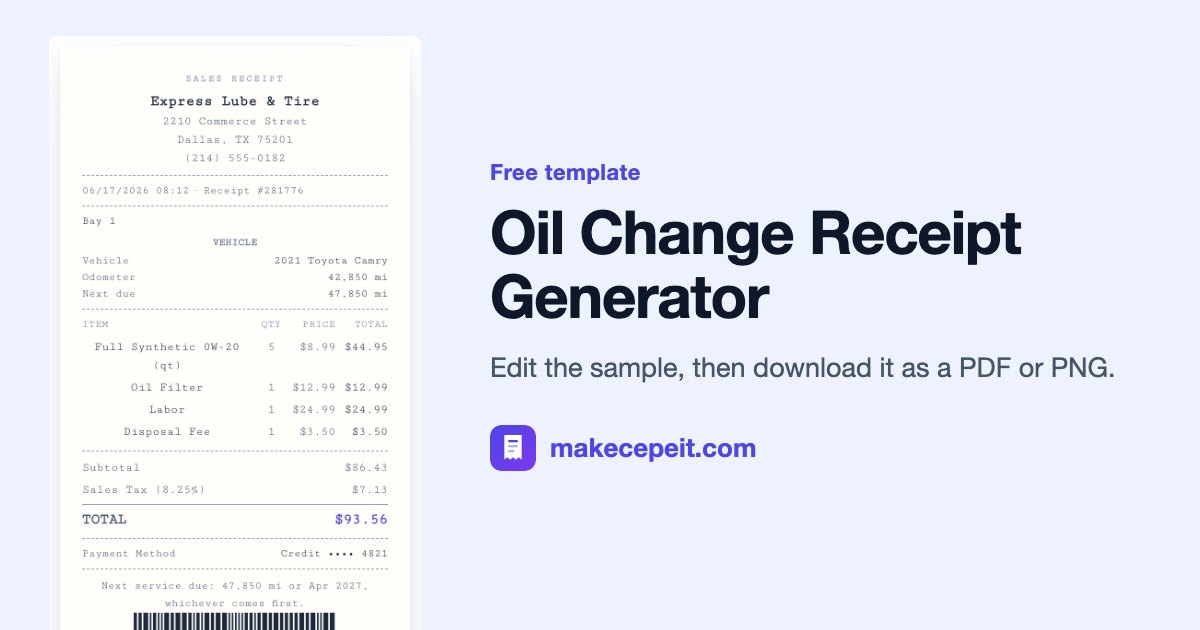 SALES RECEIPT
Express Lube & Tire
2210 Commerce Street
Dallas, TX 75201
(214) 555-0182
06/17/2026 08:12 · Receipt #281776
Bay 1
VEHICLE
Vehicle 2021 Toyota Camry
Odometer 42,850 mi
Next due 47,850 mi
ITEM QTY PRICE TOTAL
Full Synthetic 0W-20 5 $8.99 $44.95
(qt)
Oil Filter 1 $12.99 $12.99
Labor 1 $24.99 $24.99
Disposal Fee 1 $3.50 $3.50
Subtotal $86.43
Sales Tax (8.25%) $7.13
TOTAL $93.56
Payment Method Credit •••• 4821
Next service due: 47,850 mi or Apr 2027,
whichever comes first.
Free template
Oil Change Receipt
Generator
Edit the sample, then download it as a PDF or PNG.
makecepeit.com